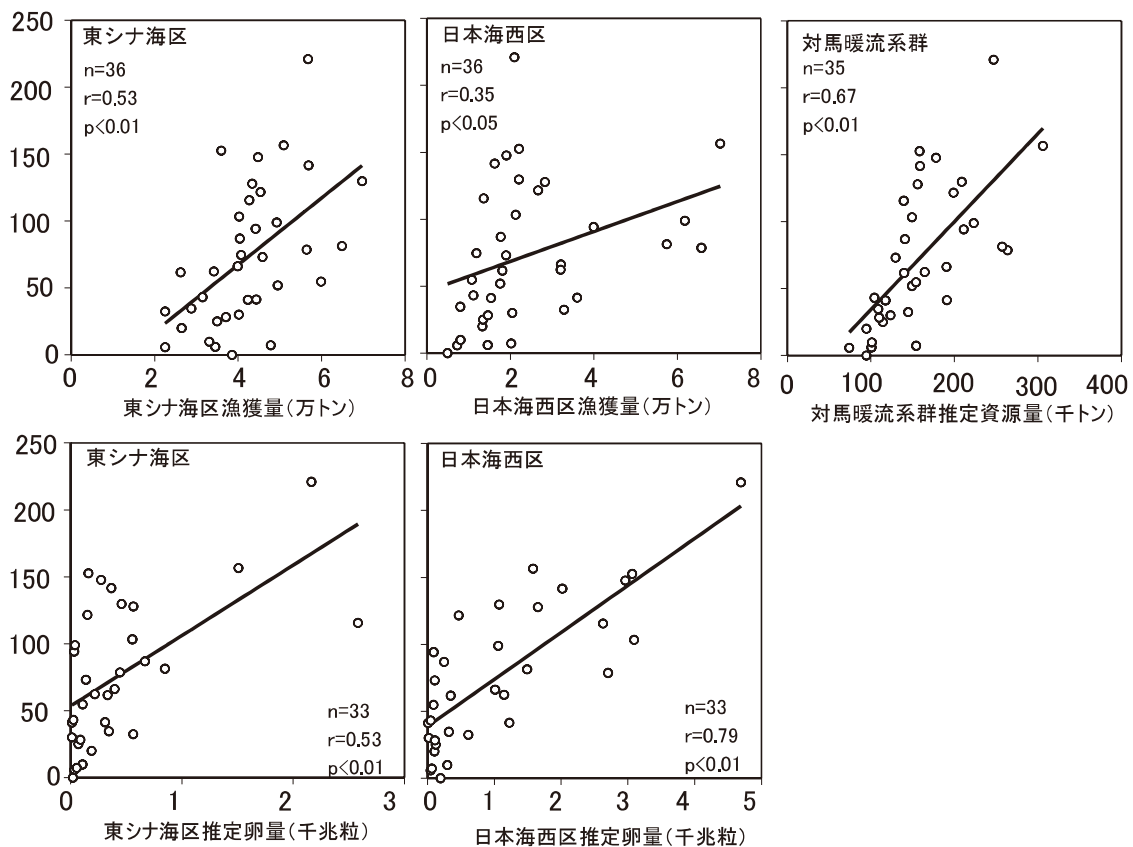 250
200
150
100
50
0
東シナ海区
n=36
r=0.53
p<0.01
0 2 4 6 8
東シナ海区漁獲量(万トン)
日本海西区
n=36
r=0.35
p<0.05
0 2 4 6 8
日本海西区漁獲量(万トン)
対馬暖流系群
n=35
r=0.67
p<0.01
0 100 200 300 400
対馬暖流系群推定資源量(千トン)
250
200
150
100
50
0
東シナ海区
n=33
r=0.53
p<0.01
0 1 2 3
東シナ海区推定卵量(千兆粒)
日本海西区
n=33
r=0.79
p<0.01
0 1 2 3 4 5
日本海西区推定卵量(千兆粒)